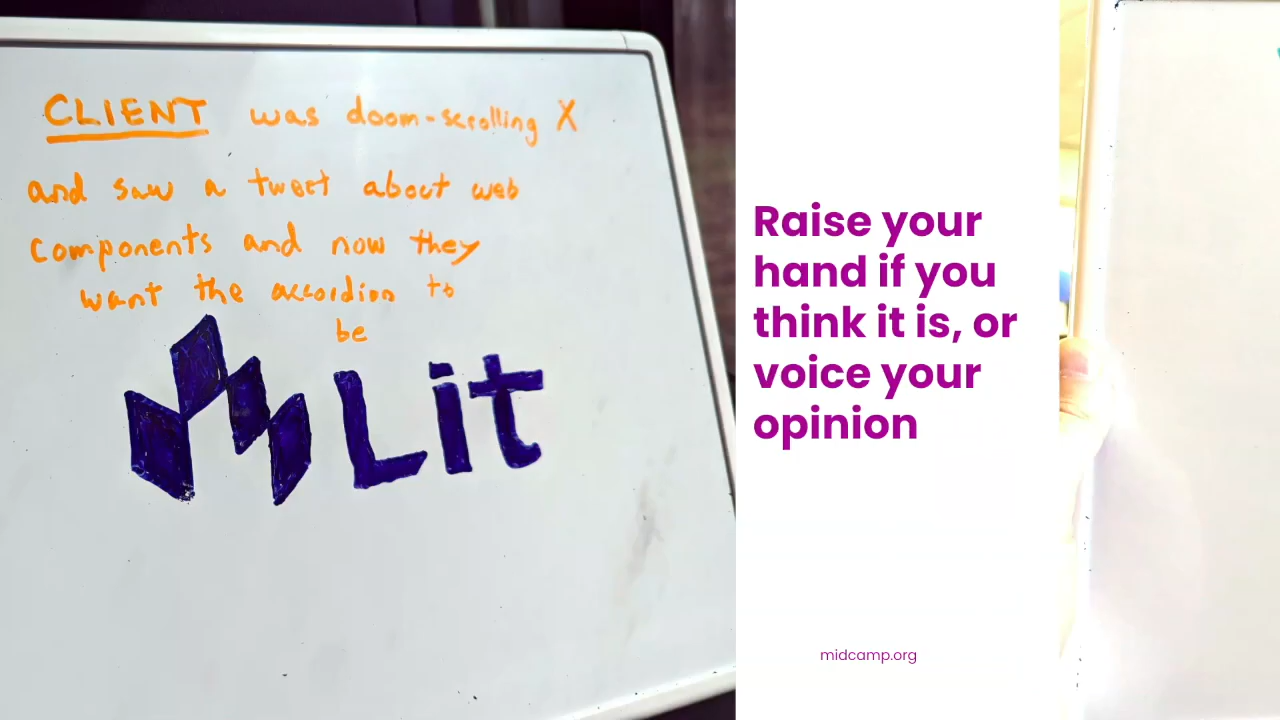 CLIENT was doom-scrolling X
and saw a tweet about web
components and now they
want the accordion to
be
Lit
Raise your
hand if you
think it is, or
voice your
opinion
midcamp.org